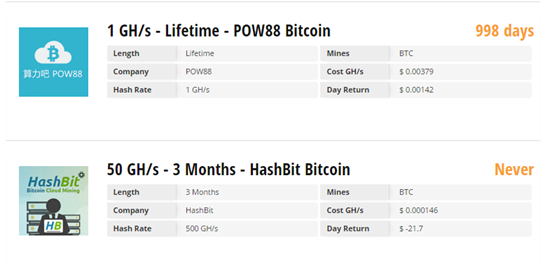 1 GH/s - Lifetime - POW88 Bitcoin 998 days
算力吧 POW88
Length Lifetime Mines BTC
Company POW88 Cost GH/s $ 0.00379
Hash Rate 1 GH/s Day Return $ 0.00142
50 GH/s - 3 Months - HashBit Bitcoin Never
HashBit
Bitcoin Cloud Mining
HB
Length 3 Months Mines BTC
Company HashBit Cost GH/s $ 0.000146
Hash Rate 500 GH/s Day Return $ -21.7